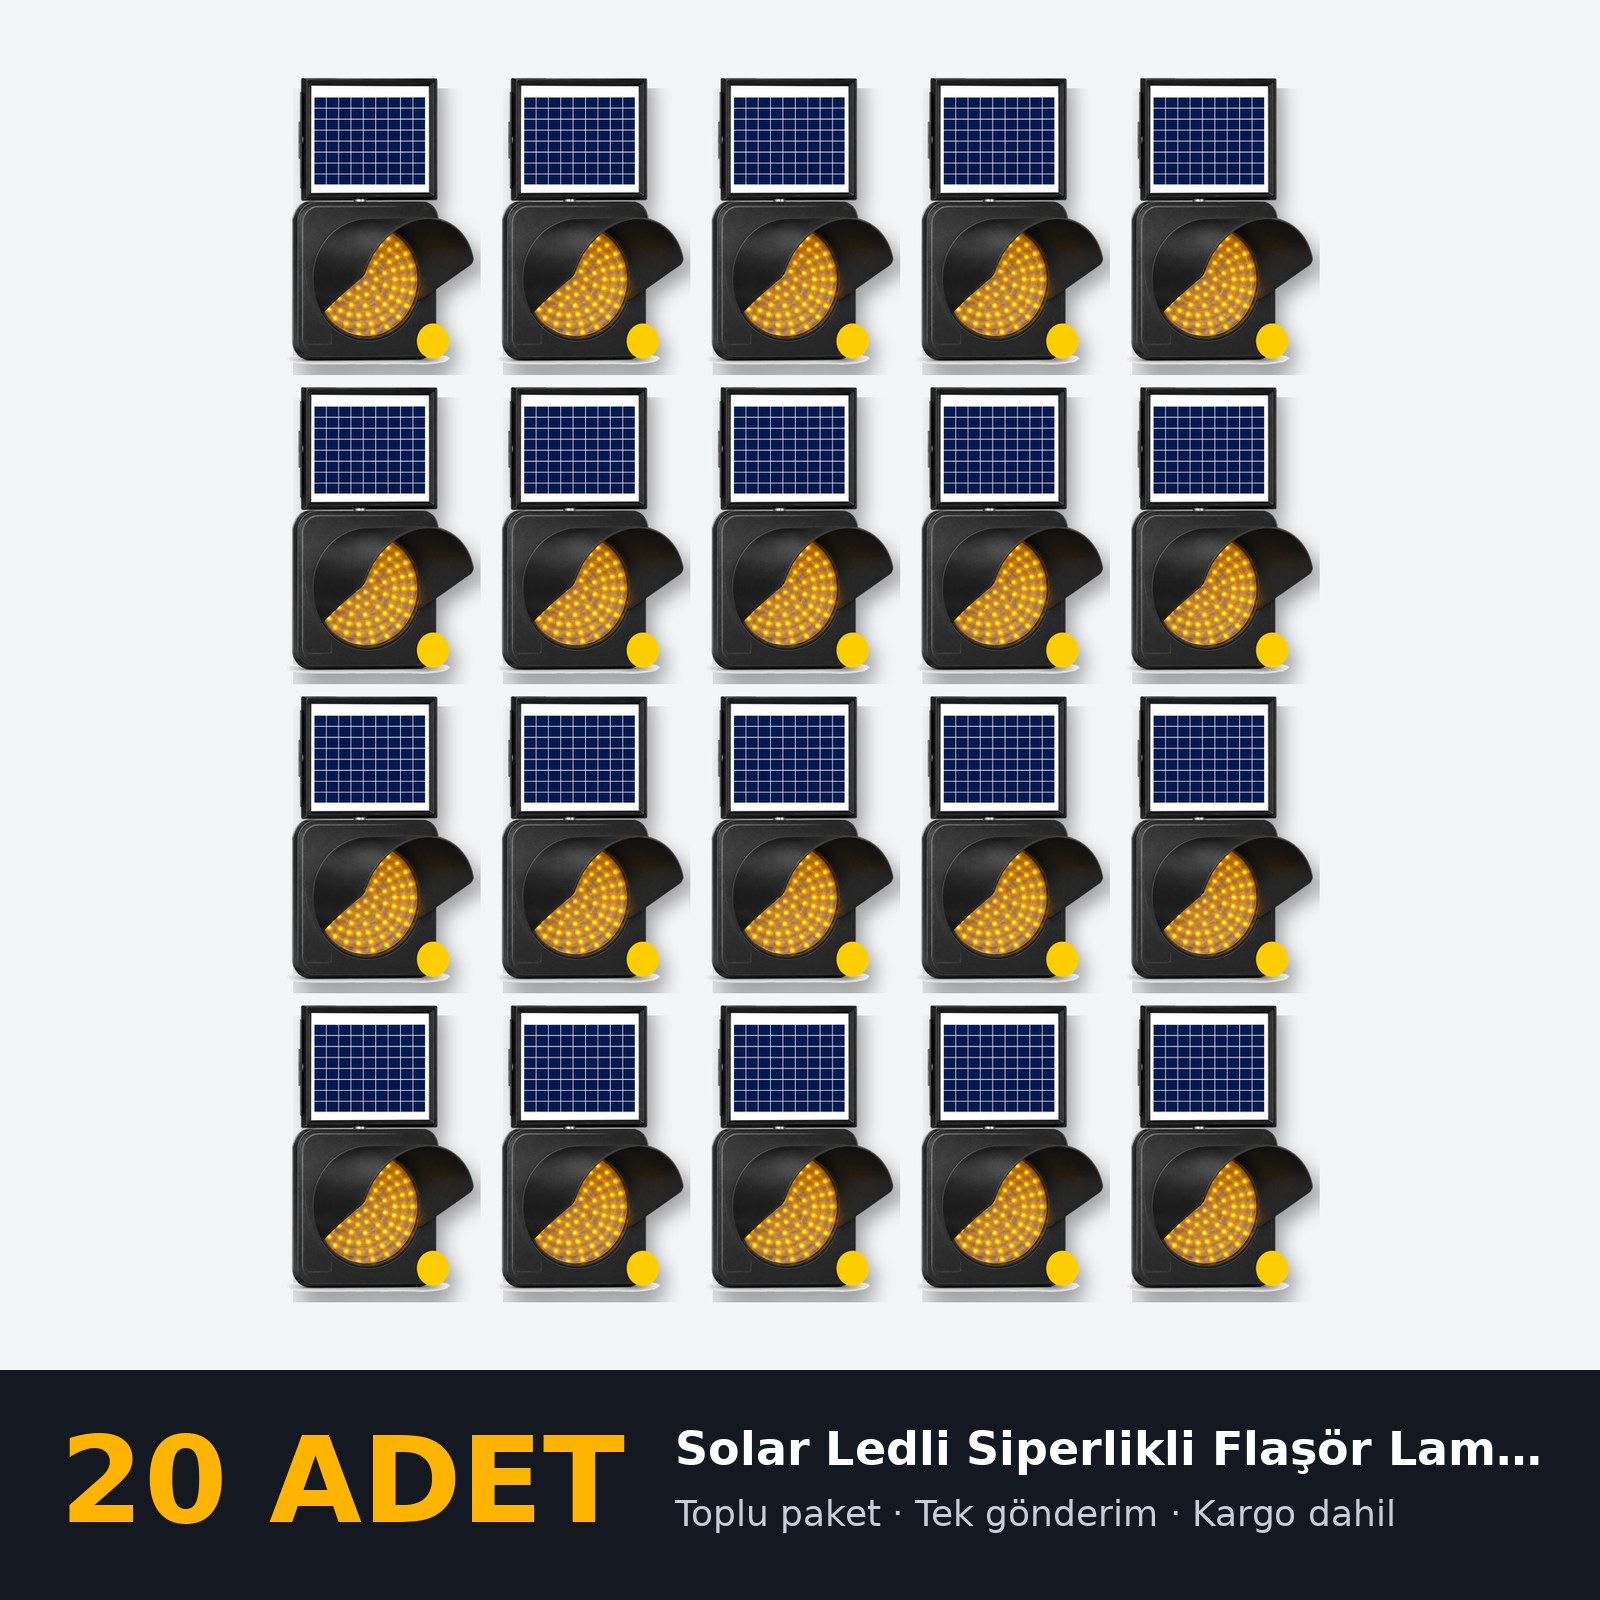 20 ADET
Solar Ledli Siperlikli Flaşör Lam...
Toplu paket · Tek gönderim · Kargo dahil